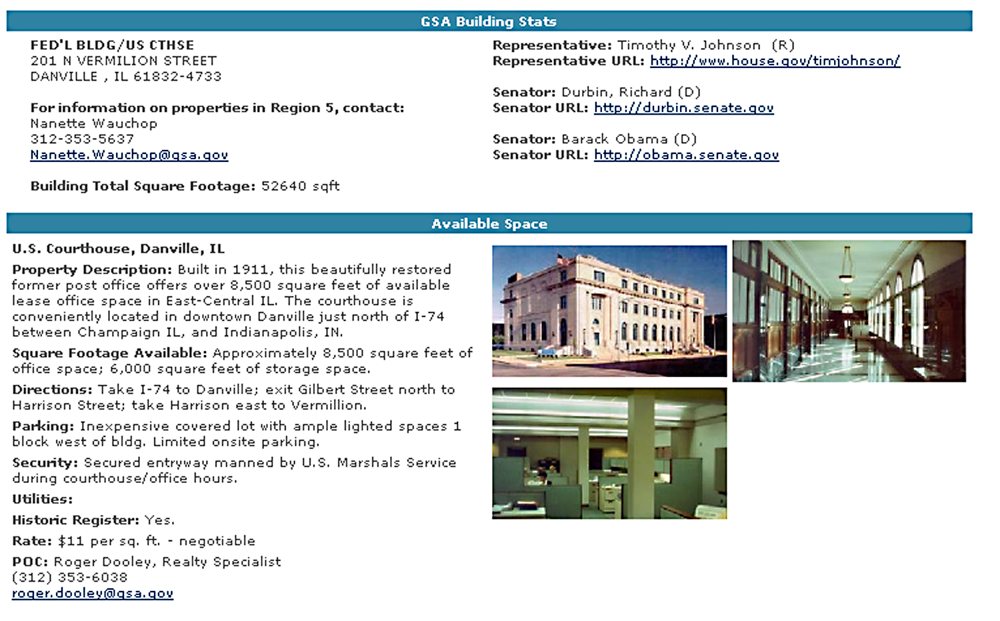 GSA Building Stats
FED'L BLDG/US CTHSE
201 N VERMILION STREET
DANVILLE , IL 61832-4733
For information on properties in Region 5, contact:
Nanette Wauchop
312-353-5637
Nanette.Wauchop@gsa.gov
Building Total Square Footage: 52640 sqft
Representative: Timothy V. Johnson (R)
Representative URL: http://www.house.gov/timjohnson/
Senator: Durbin, Richard (D)
Senator URL: http://durbin.senate.gov
Senator: Barack Obama (D)
Senator URL: http://obama.senate.gov
Available Space
U.S. Courthouse, Danville, IL
Property Description: Built in 1911, this beautifully restored
former post office offers over 8,500 square feet of available
lease office space in East-Central IL. The courthouse is
conveniently located in downtown Danville just north of I-74
between Champaign IL, and Indianapolis, IN.
Square Footage Available: Approximately 8,500 square feet of
office space; 6,000 square feet of storage space.
Directions: Take I-74 to Danville; exit Gilbert Street north to
Harrison Street; take Harrison east to Vermillion.
Parking: Inexpensive covered lot with ample lighted spaces 1
block west of bldg. Limited onsite parking.
Security: Secured entryway manned by U.S. Marshals Service
during courthouse/office hours.
Utilities:
Historic Register: Yes.
Rate: $11 per sq. ft. - negotiable
POC: Roger Dooley, Realty Specialist
(312) 353-6038
roger.dooley@gsa.gov